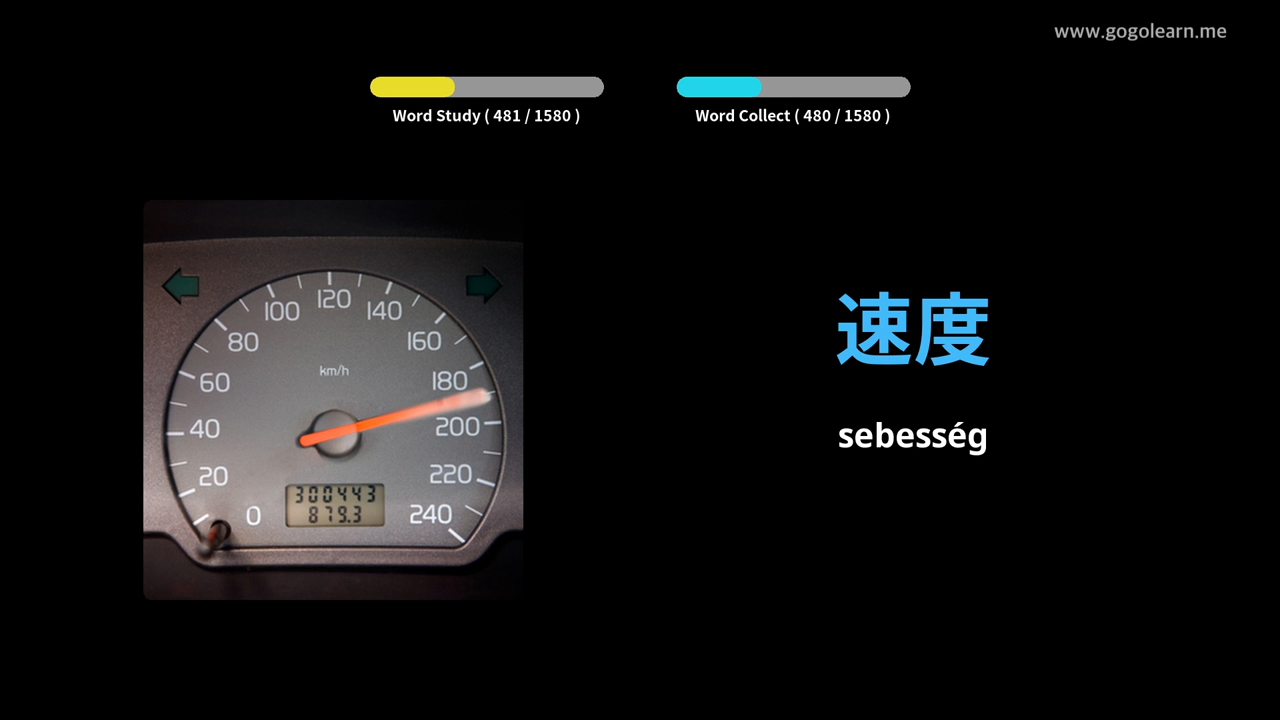 www.gogolearn.me
Word Study ( 481 / 1580 )
Word Collect ( 480 / 1580 )
速度
sebesség
0
20
40
60
80
100
120
140
160
180
200
220
240
km/h
300443
879.3